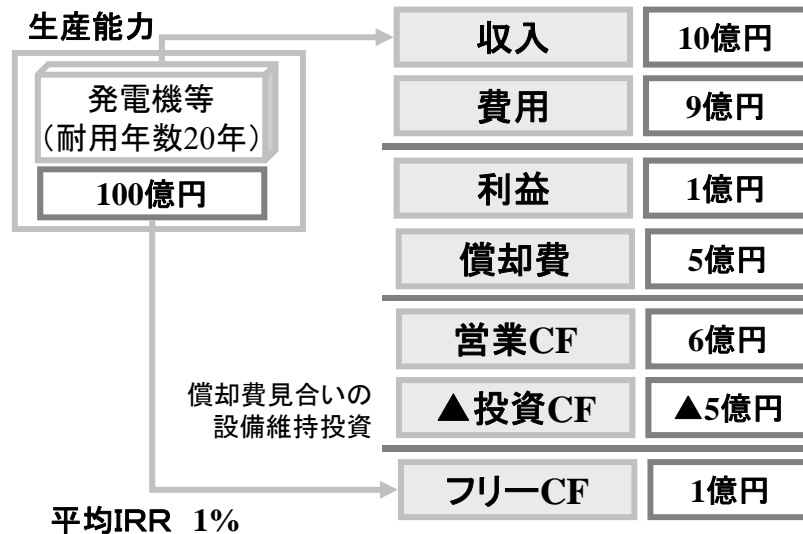 生産能力
発電機等
（耐用年数20年）
100億円
収入 10億円
費用 9億円
利益 1億円
償却費 5億円
営業CF 6億円
償却費見合いの
設備維持投資
▲投資CF ▲5億円
フリーCF 1億円
平均IRR 1%